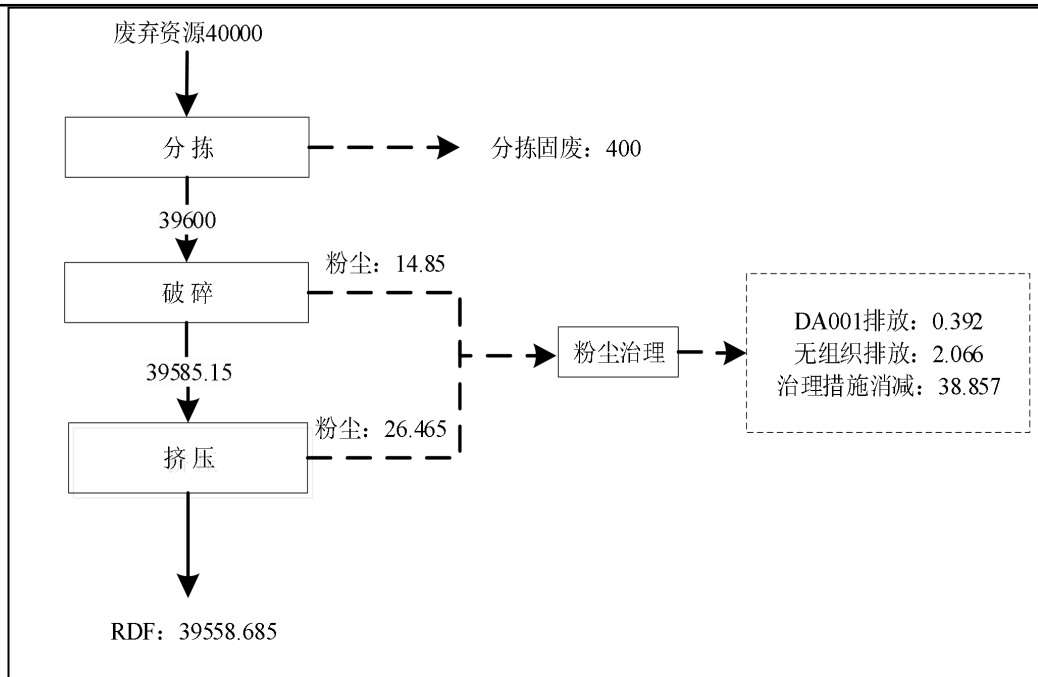 废弃资源40000
分拣
分拣固废：400
39600
粉尘：14.85
破碎
DA001排放：0.392
无组织排放：2.066
治理措施消减：38.857
粉尘治理
39585.15
粉尘：26.465
挤压
RDF：39558.685